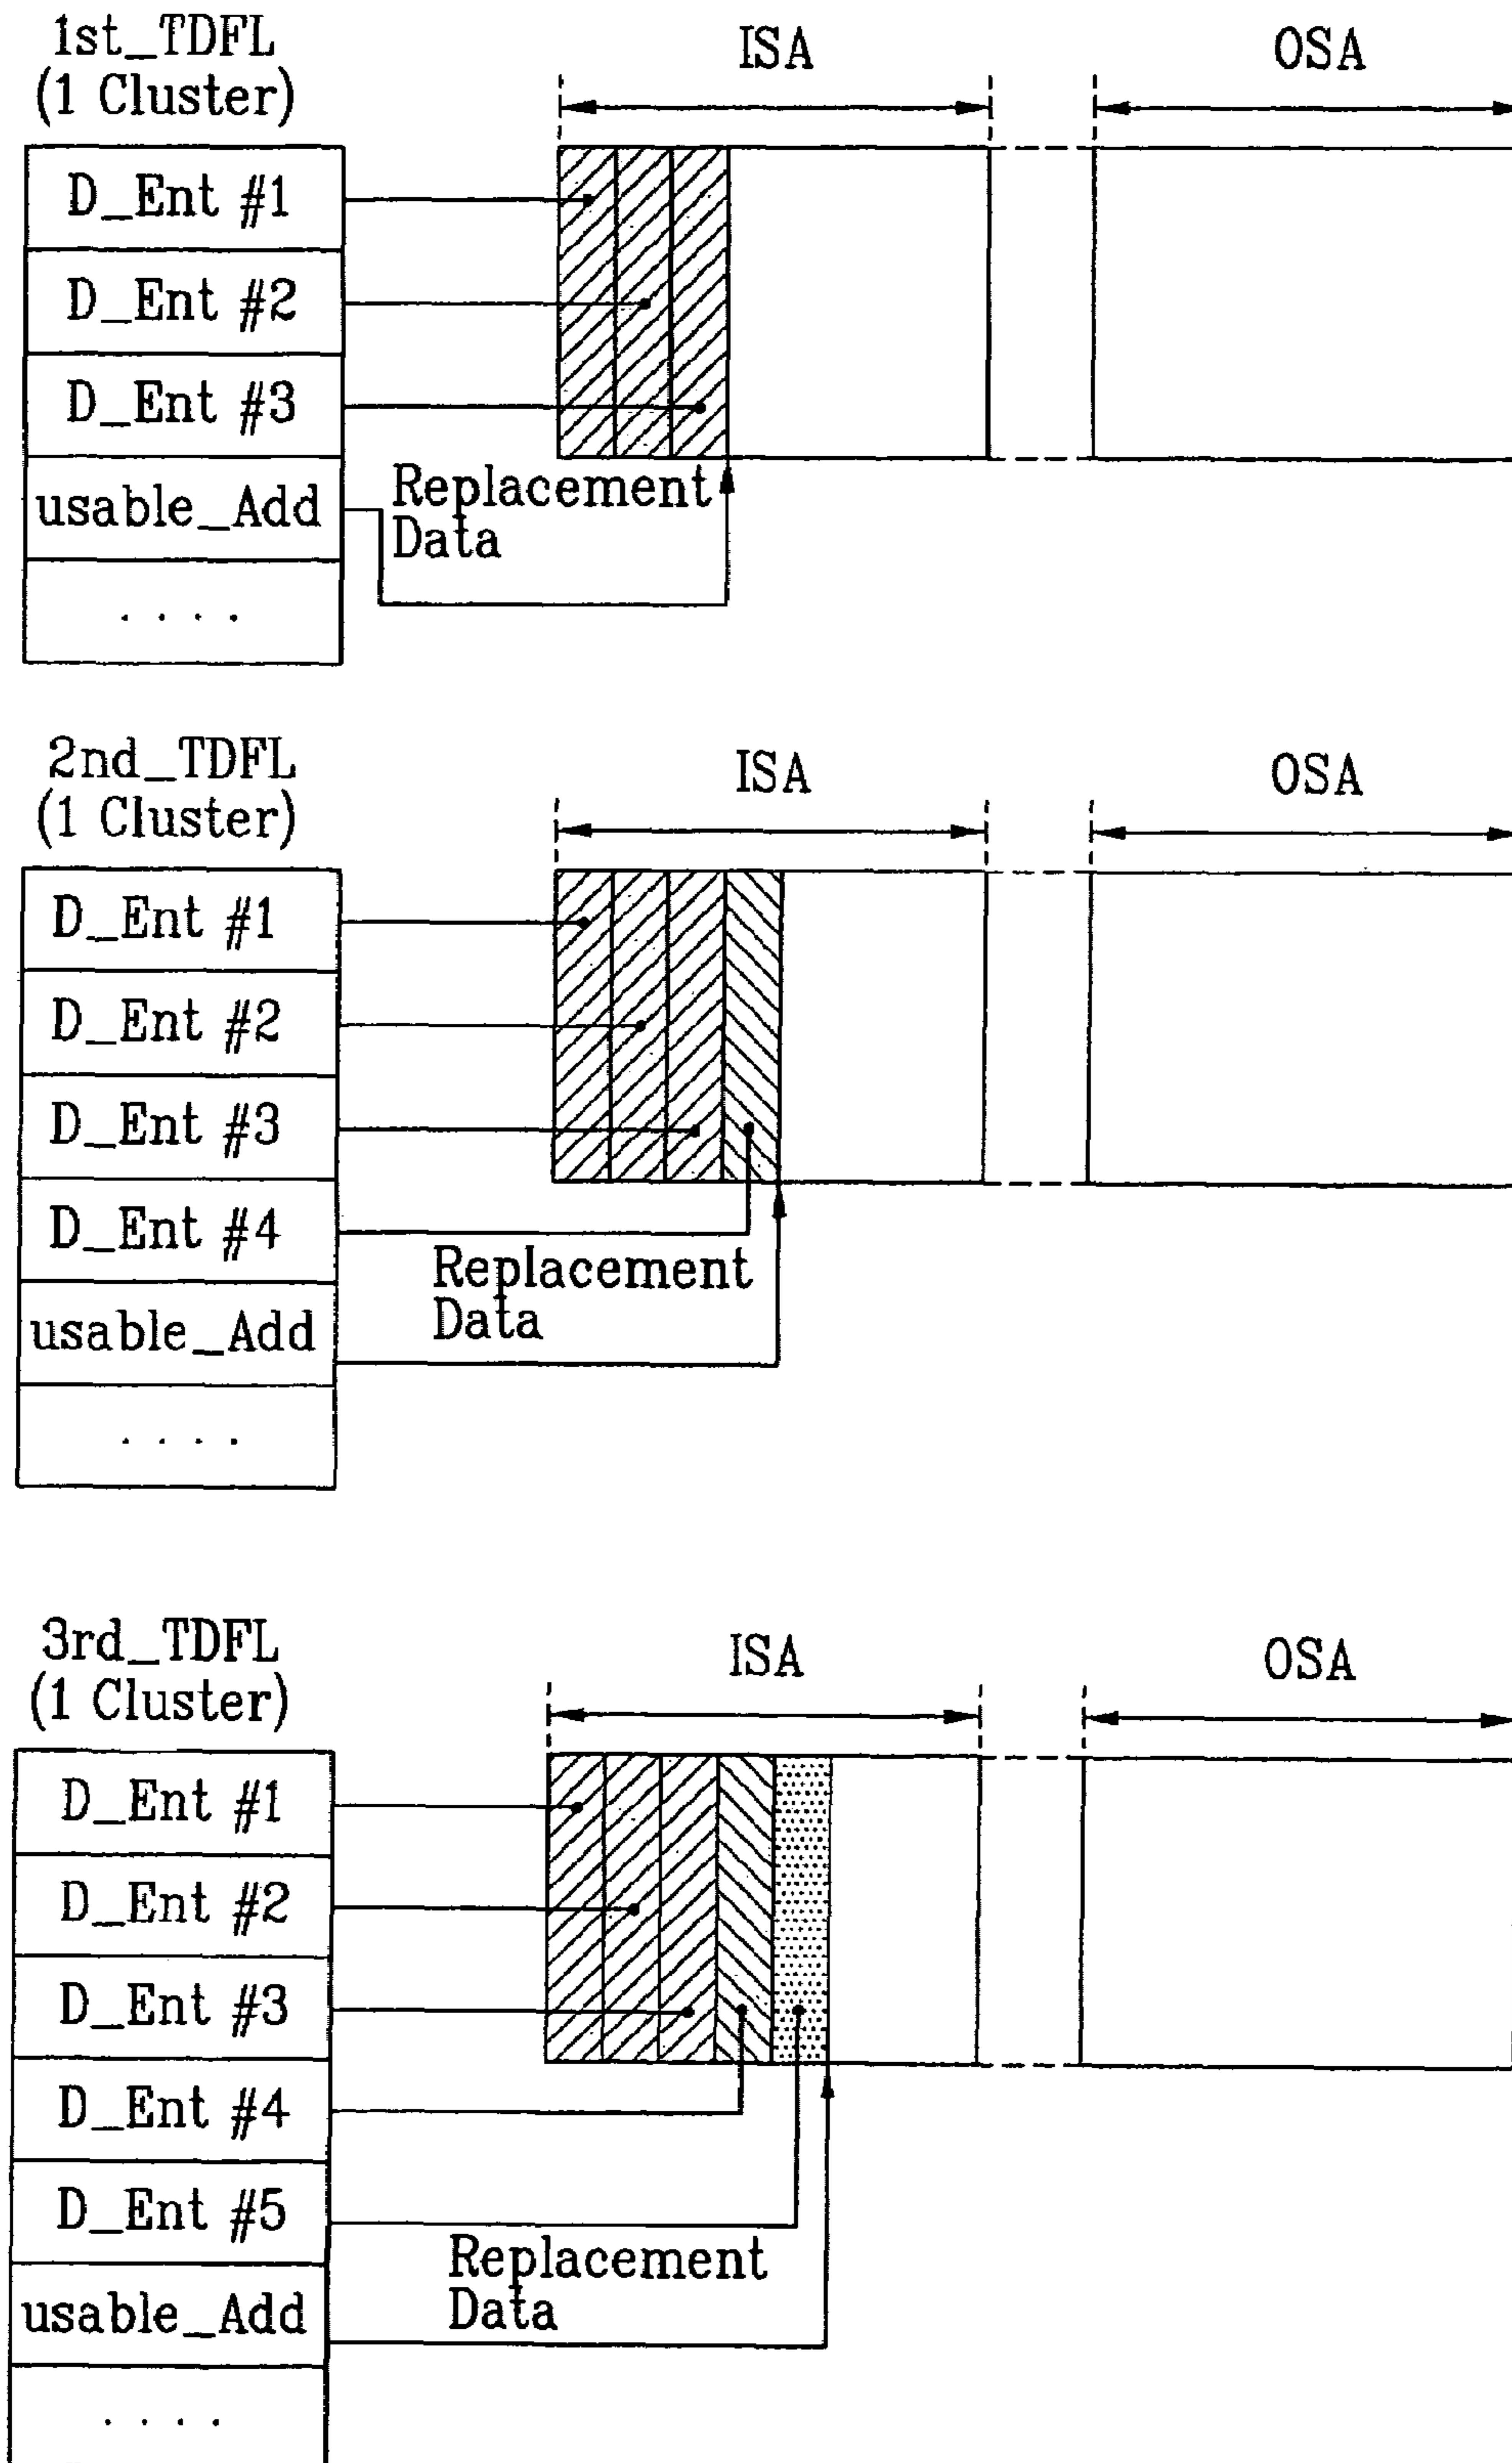 1st_TDFL
(1 Cluster)
ISA
OSA
D_Ent #1
D_Ent #2
D_Ent #3
usable_Add
. . . .
Replacement
Data
2nd_TDFL
(1 Cluster)
ISA
OSA
D_Ent #1
D_Ent #2
D_Ent #3
D_Ent #4
usable_Add
. . . .
Replacement
Data
3rd_TDFL
(1 Cluster)
ISA
OSA
D_Ent #1
D_Ent #2
D_Ent #3
D_Ent #4
D_Ent #5
usable_Add
. . . .
Replacement
Data